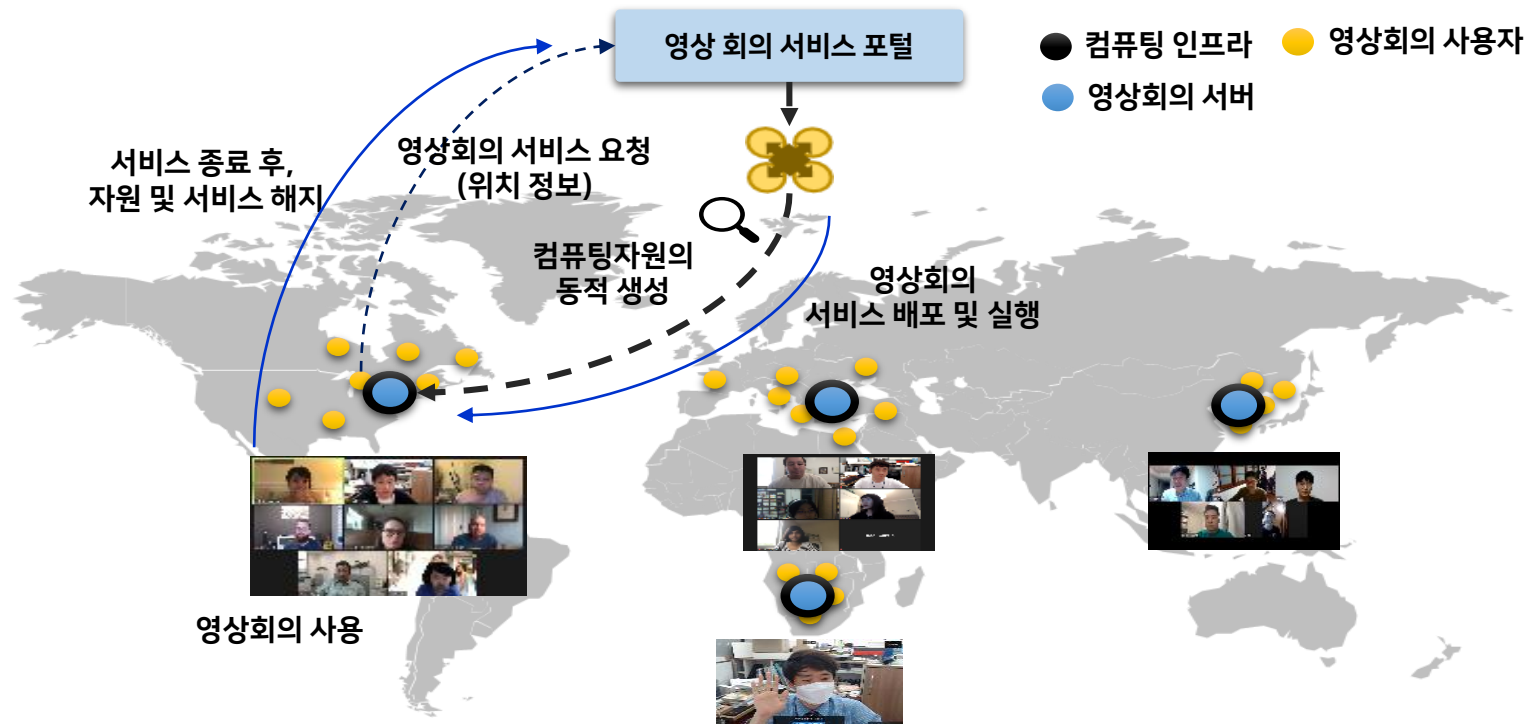 영상 회의 서비스 포털
컴퓨팅 인프라
영상회의 사용자
영상회의 서버
서비스 종료 후,
자원 및 서비스 해지
영상회의 서비스 요청
(위치 정보)
컴퓨팅자원의
동적 생성
영상회의
서비스 배포 및 실행
영상회의 사용